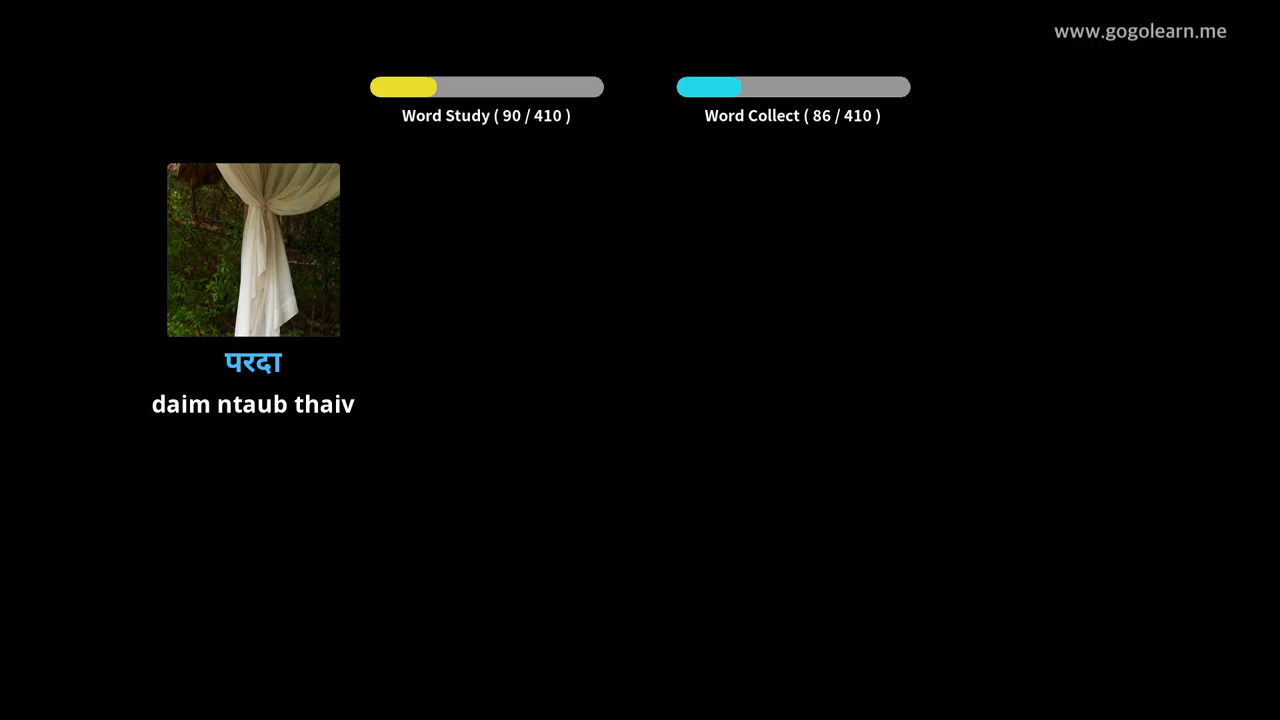 www.gogolearn.me
Word Study ( 90 / 410 )
Word Collect ( 86 / 410 )
परदा
daim ntaub thaiv